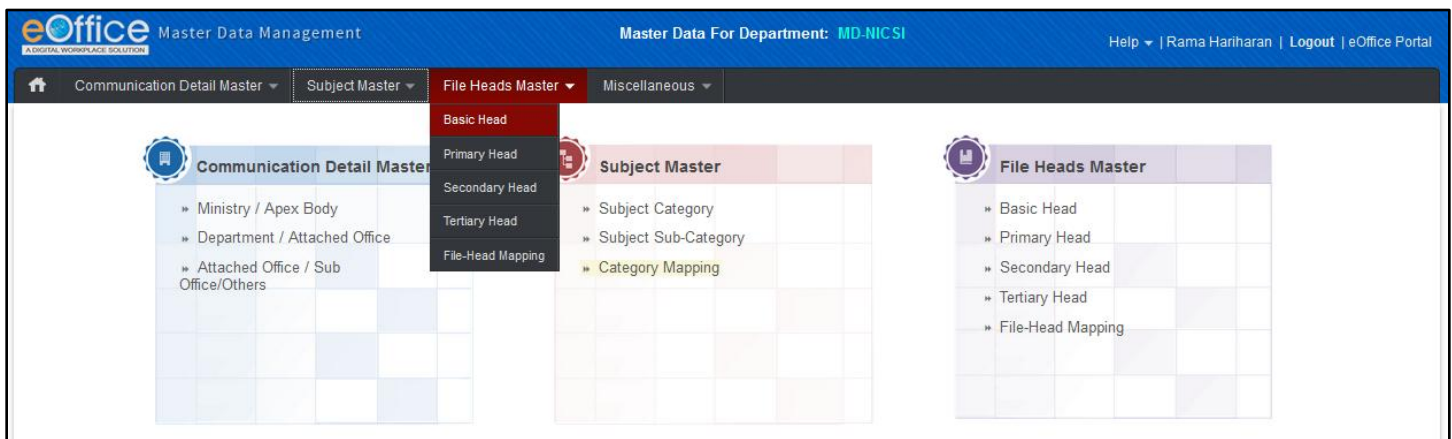 eOffice Master Data Management Master Data For Department: MD-NICSI Help | Rama Hariharan | Logout | eOffice Portal
A DIGITAL WORKPLACE SOLUTION
Communication Detail Master Subject Master File Heads Master Miscellaneous
Basic Head
Primary Head
Secondary Head
Tertiary Head
File-Head Mapping
Communication Detail Master
» Ministry / Apex Body
» Department / Attached Office
» Attached Office / Sub
Office/Others
Subject Master
» Subject Category
» Subject Sub-Category
» Category Mapping
File Heads Master
» Basic Head
» Primary Head
» Secondary Head
» Tertiary Head
» File-Head Mapping